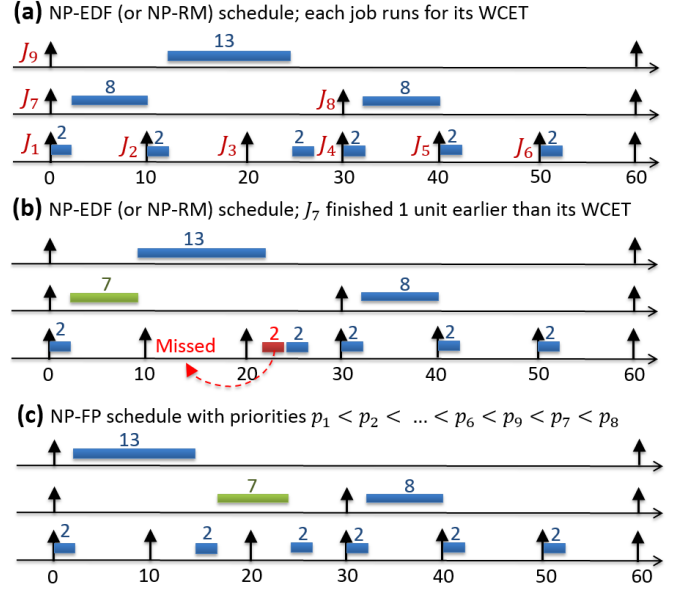 (a) NP-EDF (or NP-RM) schedule; each job runs for its WCET
13
J₉
8
8
J₇
J₈
2
2
2
2
2
2
J₁
J₂
J₃
J₄
J₅
J₆
0 10 20 30 40 50 60
(b) NP-EDF (or NP-RM) schedule; J₇ finished 1 unit earlier than its WCET
13
7
8
2
Missed
2
2
2
2
2
0 10 20 30 40 50 60
(c) NP-FP schedule with priorities p₁ < p₂ < ... < p₆ < p₉ < p₇ < p₈
13
7
8
2
2
2
2
2
2
0 10 20 30 40 50 60